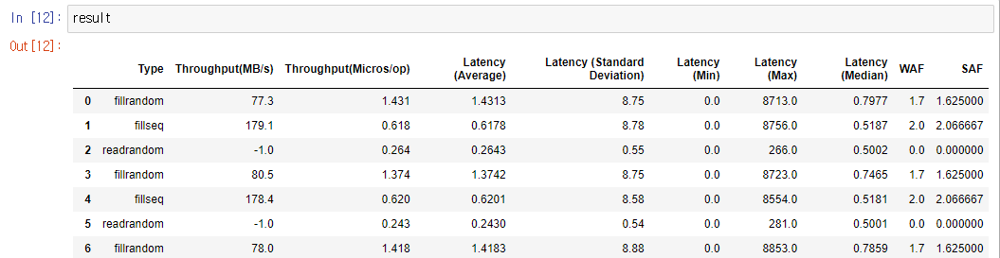 In [12]: result
Out[12]:
Type Throughput(MB/s) Throughput(Micros/op) Latency (Average) Latency (Standard Deviation) Latency (Min) Latency (Max) Latency (Median) WAF SAF
0 fillrandom 77.3 1.431 1.4313 8.75 0.0 8713.0 0.7977 1.7 1.625000
1 fillseq 179.1 0.618 0.6178 8.78 0.0 8756.0 0.5187 2.0 2.066667
2 readrandom -1.0 0.264 0.2643 0.55 0.0 266.0 0.5002 0.0 0.000000
3 fillrandom 80.5 1.374 1.3742 8.75 0.0 8723.0 0.7465 1.7 1.625000
4 fillseq 178.4 0.620 0.6201 8.58 0.0 8554.0 0.5181 2.0 2.066667
5 readrandom -1.0 0.243 0.2430 0.54 0.0 281.0 0.5001 0.0 0.000000
6 fillrandom 78.0 1.418 1.4183 8.88 0.0 8853.0 0.7859 1.7 1.625000